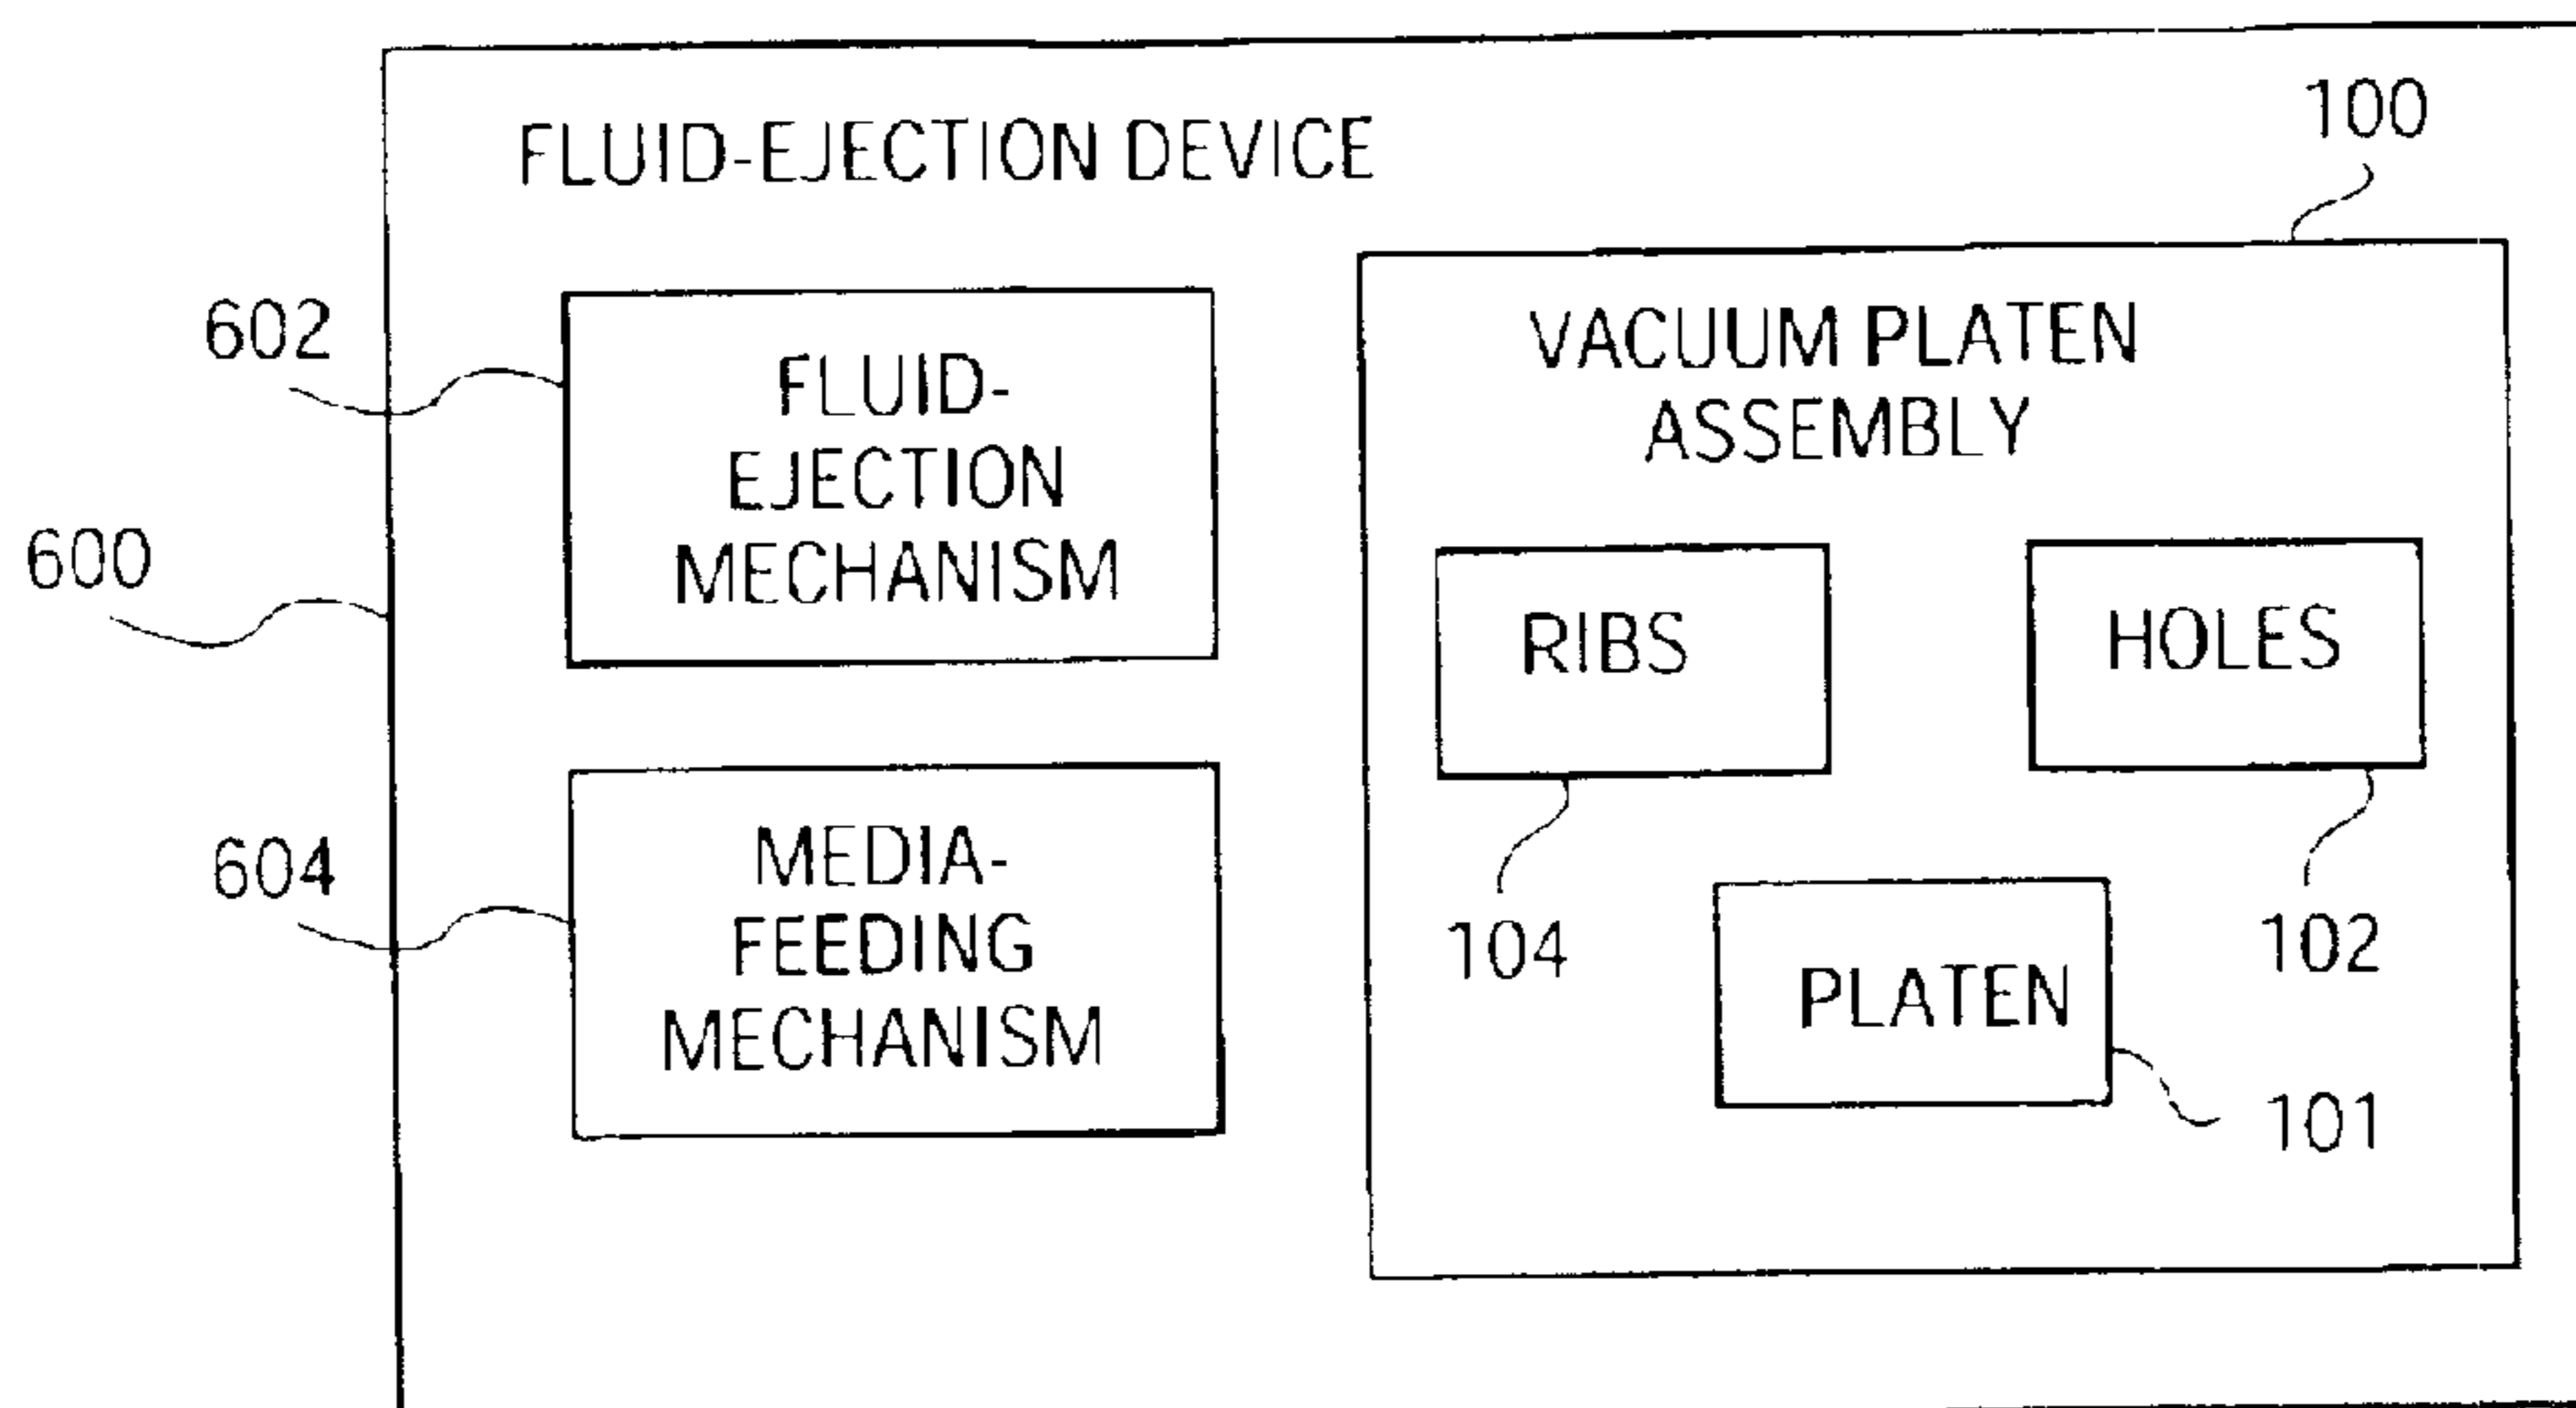 FLUID-EJECTION DEVICE
100
602
FLUID-
EJECTION
MECHANISM
VACUUM PLATEN
ASSEMBLY
600
RIBS
HOLES
604
MEDIA-
FEEDING
MECHANISM
104
102
PLATEN
101